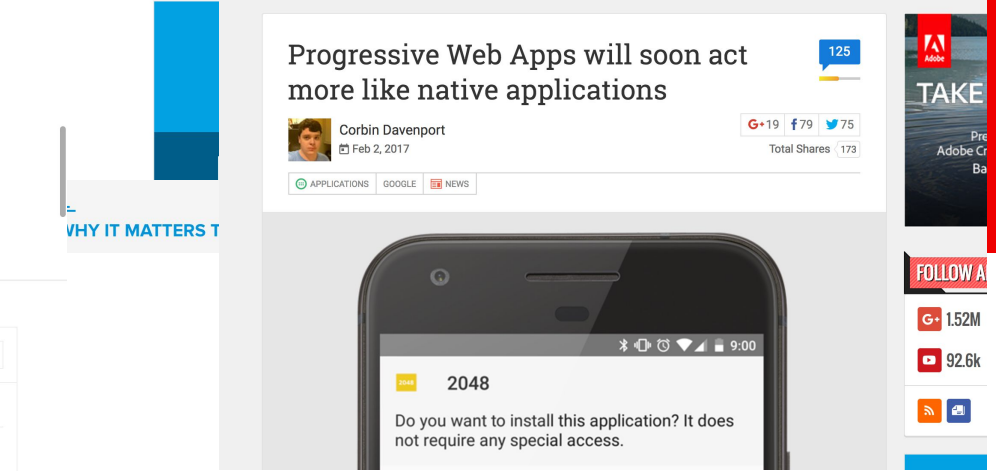 WHY IT MATTERS T
Progressive Web Apps will soon act
more like native applications
125
Corbin Davenport
Feb 2, 2017
G+ 19 f 79 75
Total Shares 173
APPLICATIONS GOOGLE NEWS
9:00
2048 2048
Do you want to install this application? It does
not require any special access.
Adobe
TAKE
Pre
Adobe Cr
Ba
FOLLOW A
G+ 1.52M
92.6k